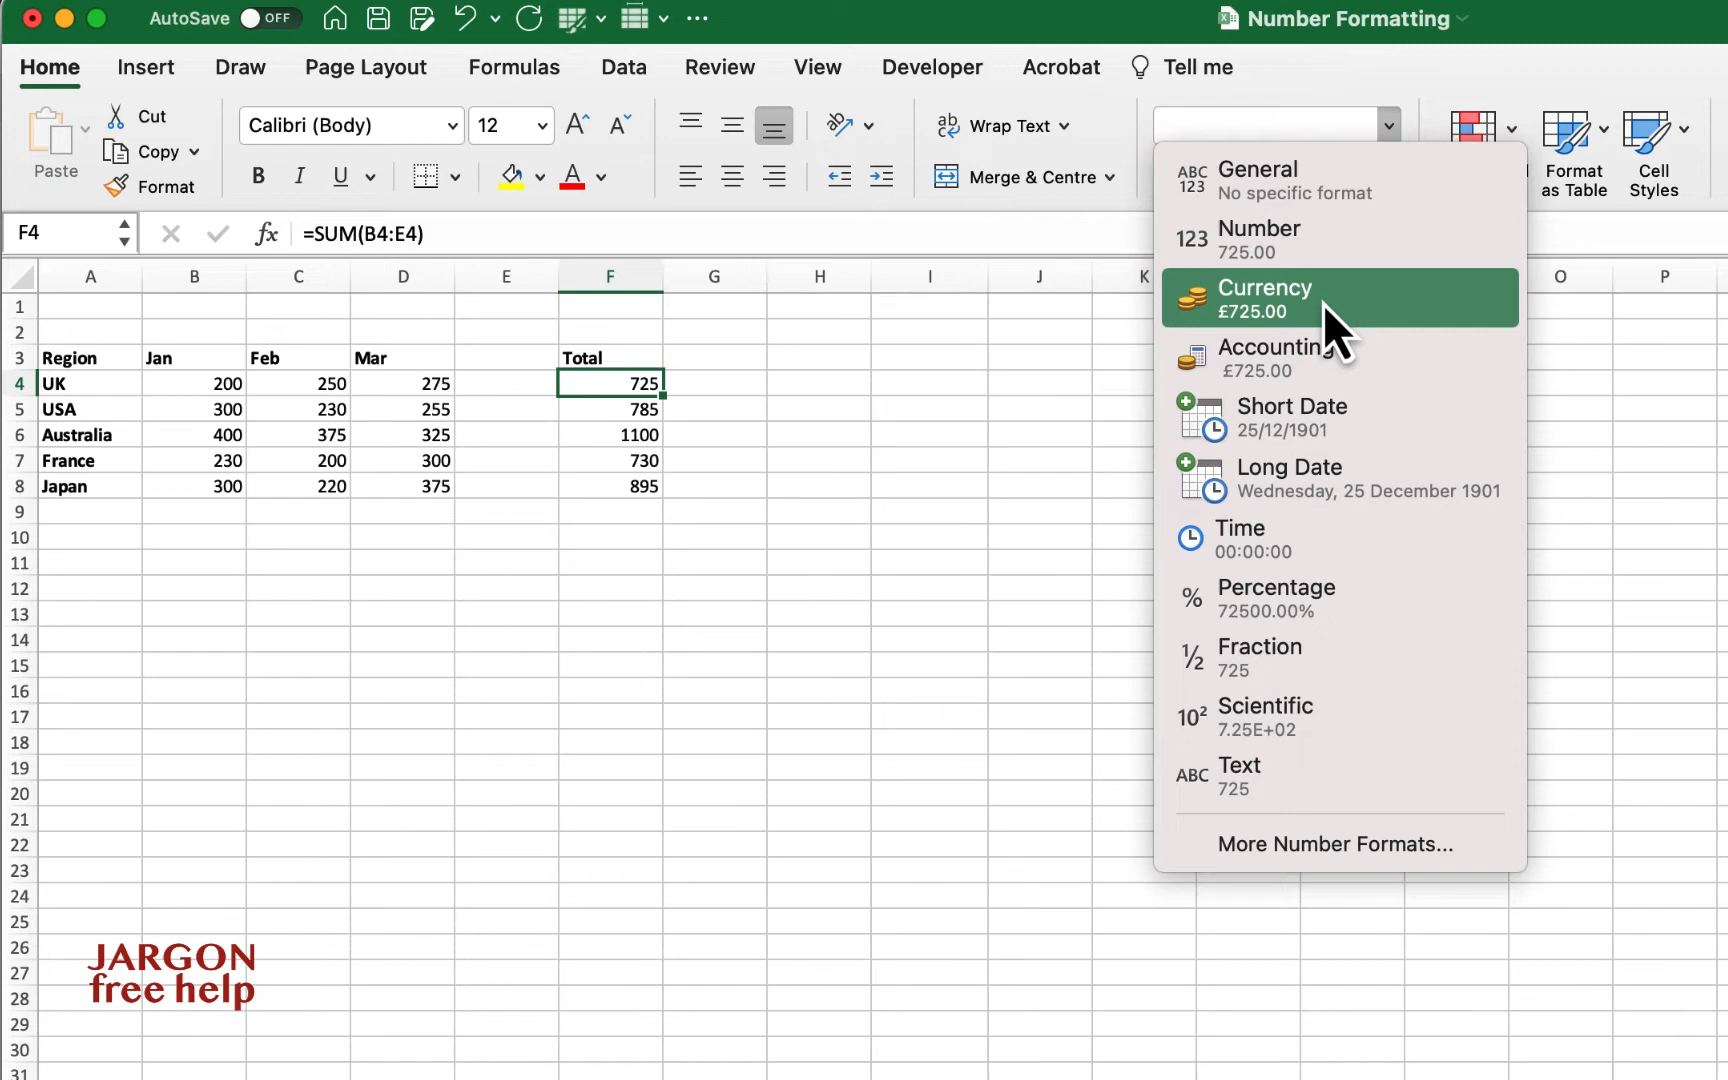 AutoSave OFF
Number Formatting
Home Insert Draw Page Layout Formulas Data Review View Developer Acrobat Tell me
Paste
Cut
Copy
Format
Calibri (Body) 12
B I U
Wrap Text
Merge & Centre
Format as Table
Cell Styles
F4 fx =SUM(B4:E4)
A B C D E F G H I J K O P
1
2
3 Region Jan Feb Mar Total
4 UK 200 250 275 725
5 USA 300 230 255 785
6 Australia 400 375 325 1100
7 France 230 200 300 730
8 Japan 300 220 375 895
9
10
11
12
13
14
15
16
17
18
19
20
21
22
23
24
25
26
27
28
29
30
31
ABC 123 General
No specific format
123 Number
725.00
Currency
£725.00
Accounting
£725.00
Short Date
25/12/1901
Long Date
Wednesday, 25 December 1901
Time
00:00:00
% Percentage
72500.00%
½ Fraction
725
10² Scientific
7.25E+02
ABC Text
725
More Number Formats...
JARGON
free help